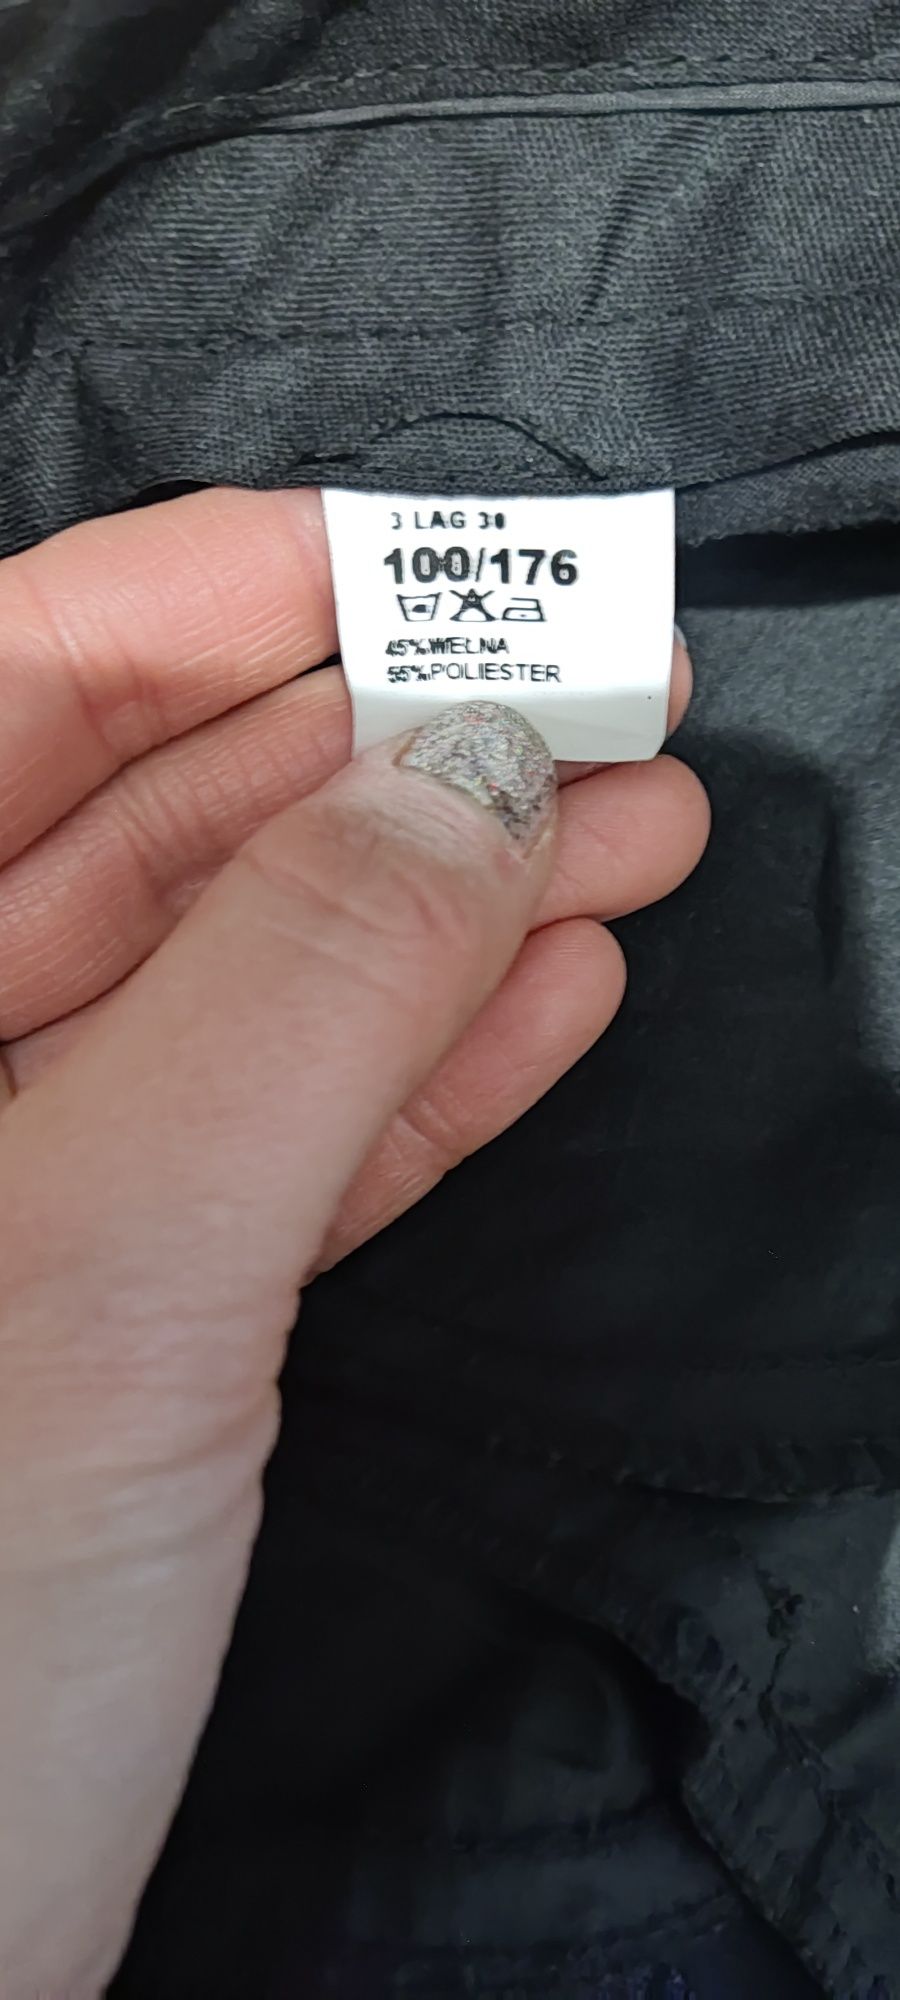 3 LAG 30
100/176
45%WEŁNA
55%POLIESTER